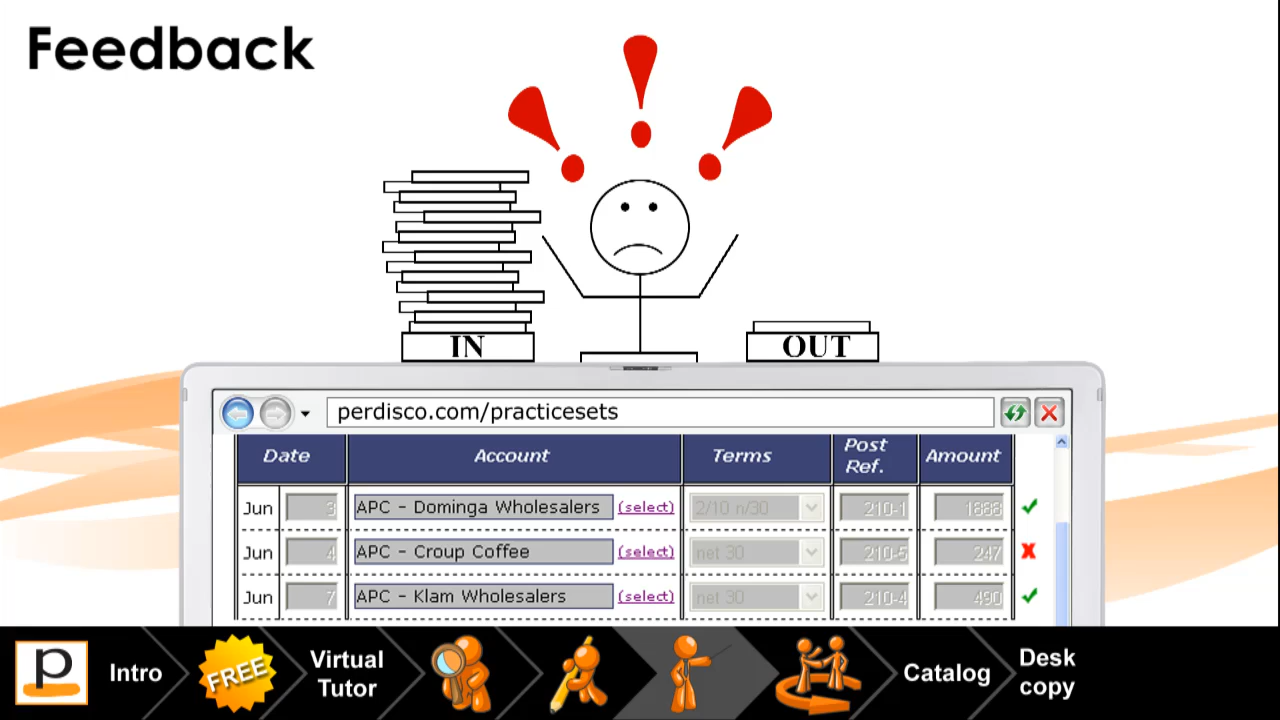 Feedback
IN
OUT
perdisco.com/practicesets
Date Account Terms Post Ref. Amount
Jun 3 APC - Dominga Wholesalers (select) 2/10 n/30 210-1 1888
Jun 4 APC - Croup Coffee (select) net 30 210-5 247
Jun 7 APC - Klam Wholesalers (select) net 30 210-4 490
p
Intro
FREE
Virtual
Tutor
Catalog
Desk
copy